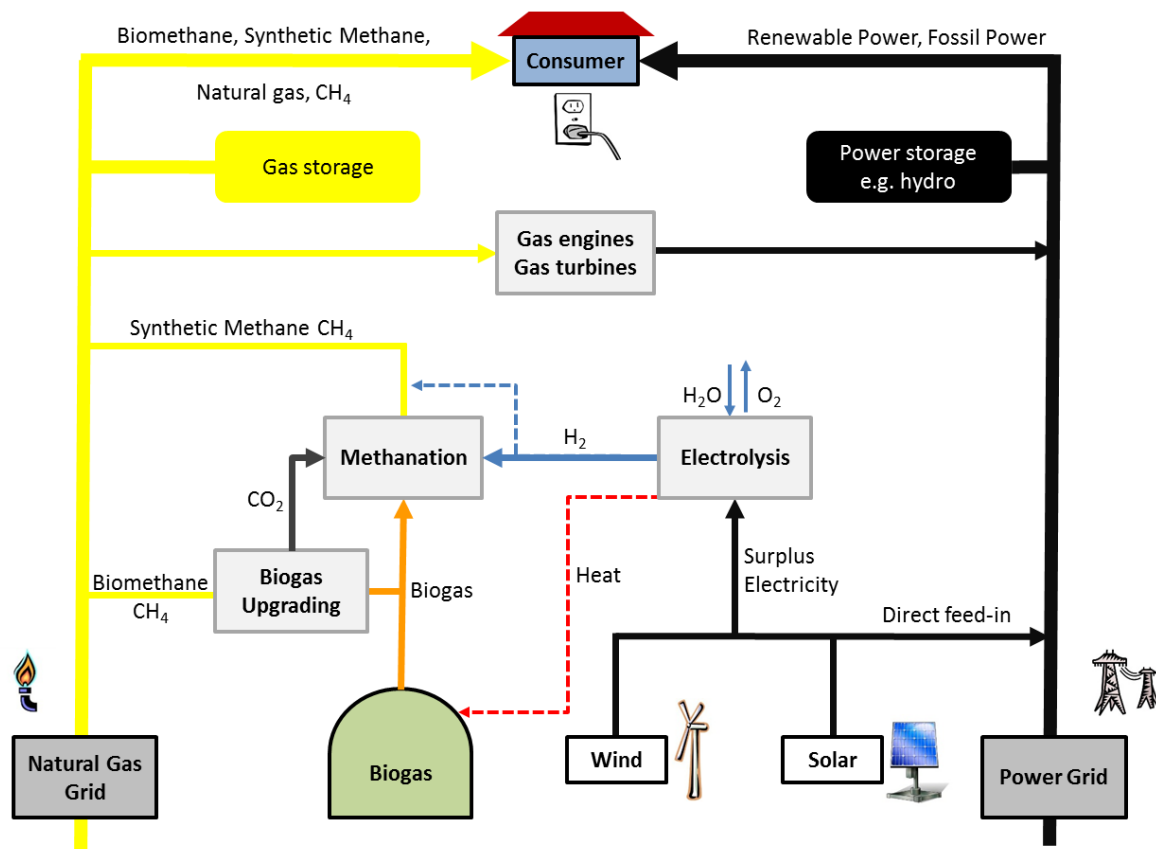 Biomethane, Synthetic Methane,
Renewable Power, Fossil Power
Consumer
Natural gas, CH₄
Gas storage
Power storage
e.g. hydro
Gas engines
Gas turbines
Synthetic Methane CH₄
H₂O
O₂
Methanation
H₂
Electrolysis
CO₂
Surplus
Electricity
Heat
Biomethane
CH₄
Biogas
Upgrading
Biogas
Direct feed-in
Natural Gas
Grid
Biogas
Wind
Solar
Power Grid